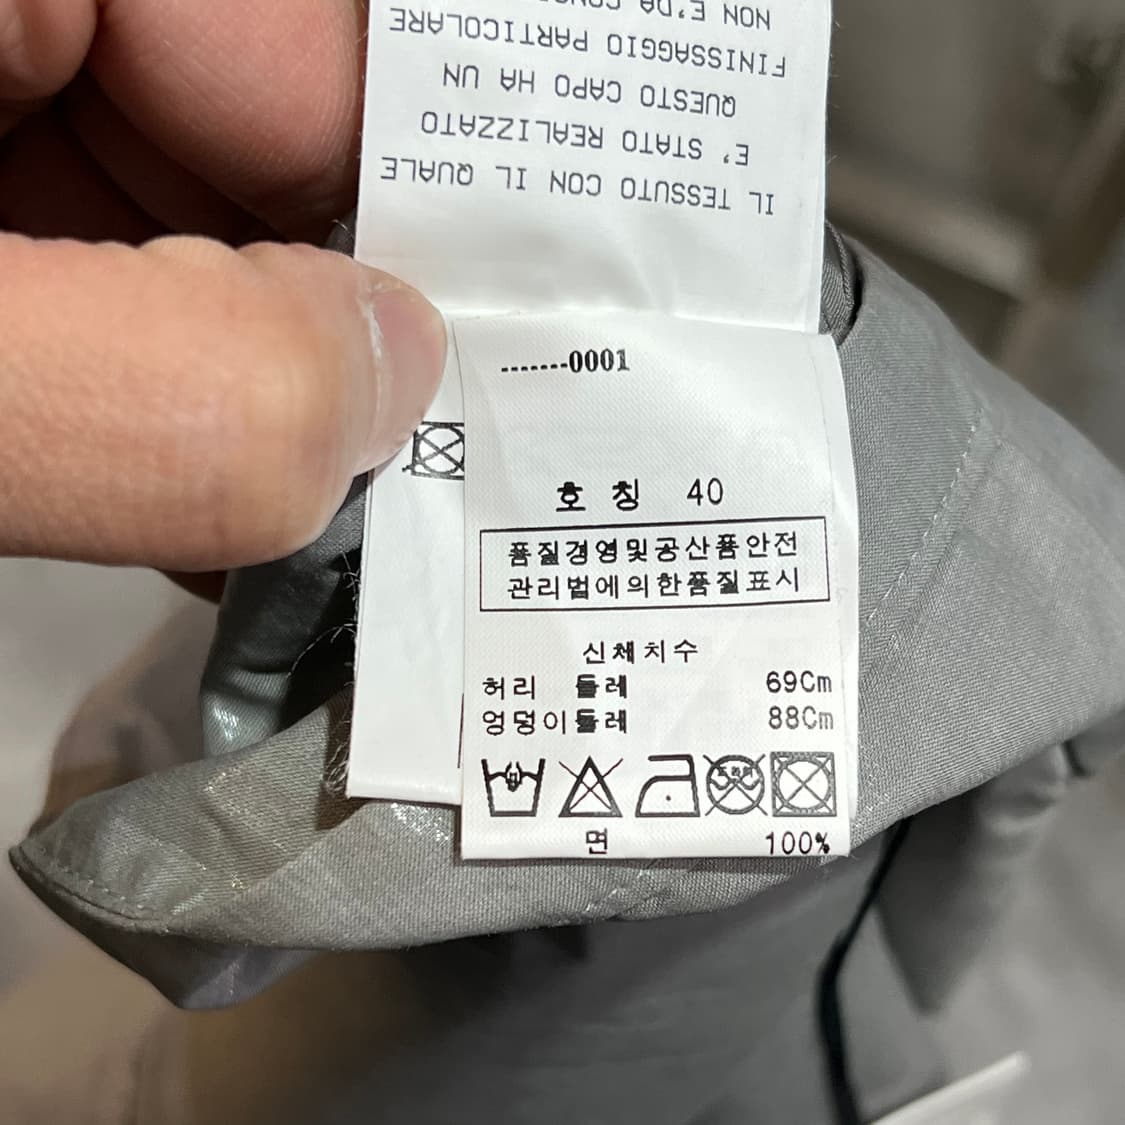 IL TESSUTO CON IL QUALE
E' STATO REALIZZATO
QUESTO CAPO HA UN
FINISSAGGIO PARTICOLARE
NON E'DA
-------0001
호 칭 40
품질경영및공산품안전
관리법에의한품질표시
신체치수
허리 둘레 69Cm
엉덩이둘레 88Cm
면 100%